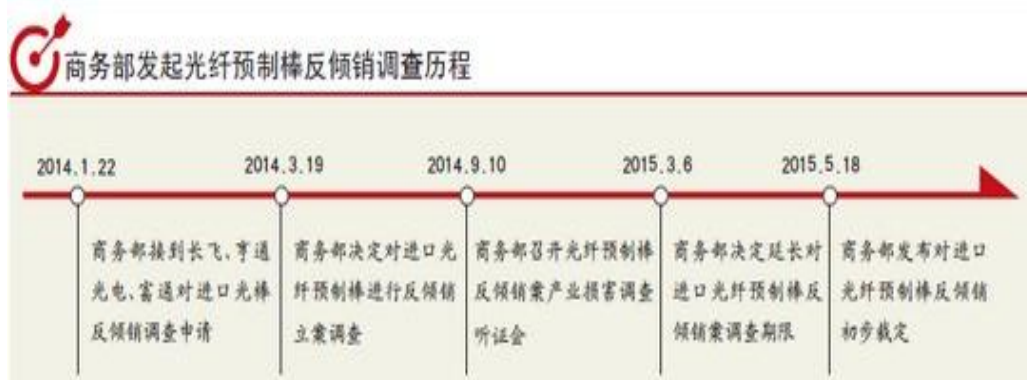 商务部发起光纤预制棒反倾销调查历程
2014.1.22
2014.3.19
2014.9.10
2015.3.6
2015.5.18
商务部接到长飞、亨通
光电、富通对进口光棒
反倾销调查申请
商务部决定对进口光
纤预制棒进行反倾销
立案调查
商务部召开光纤预制棒
反倾销案产业损害调查
听证会
商务部决定延长对
进口光纤预制棒反
倾销案调查期限
商务部发布对进口
光纤预制棒反倾销
初步裁定